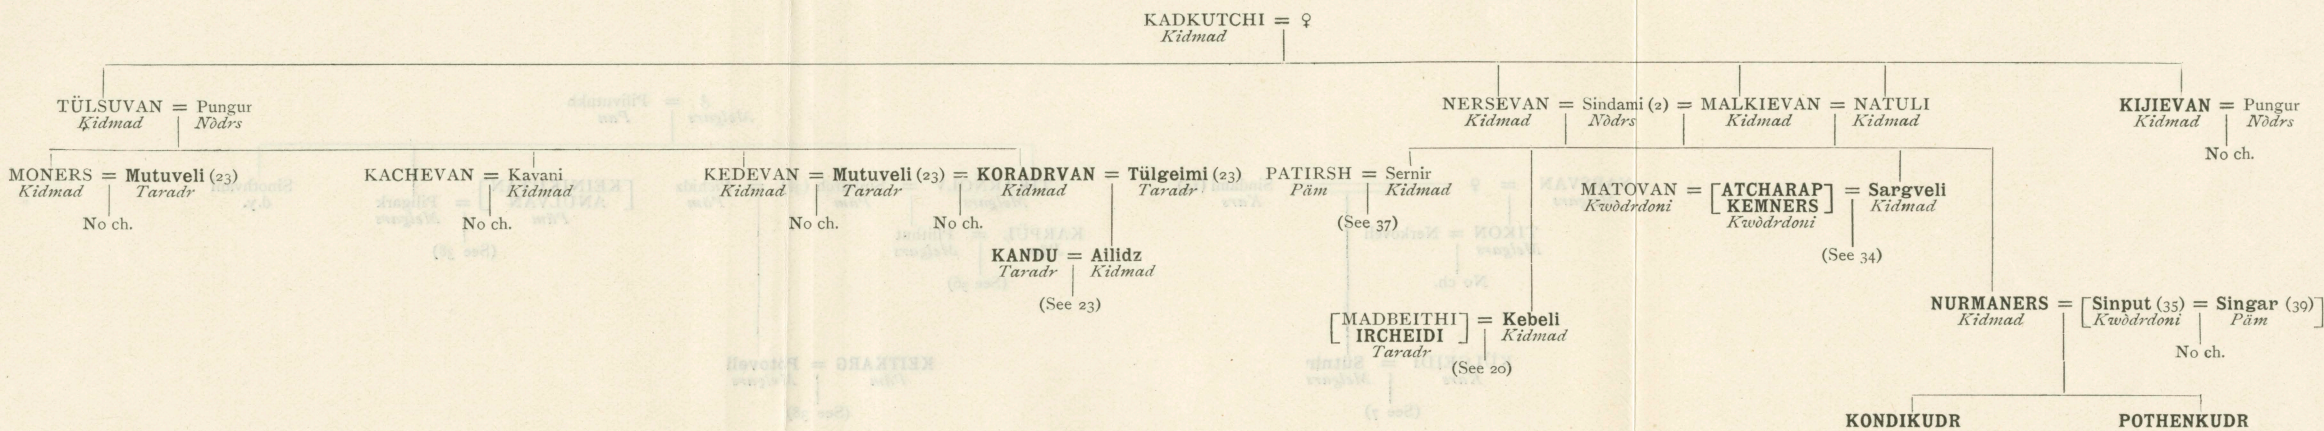 KADKUTCHI = ♀
Kidmad
TÜLSUVAN = Pungur
Kidmad Nòdrs
NERSEVAN = Sindami (2) = MALKIEVAN = NATULI
Kidmad Nòdrs Kidmad Kidmad
KIJIEVAN = Pungur
Kidmad Nòdrs
No ch.
MONERS = Mutuveli (23)
Kidmad Taradr
No ch.
KACHEVAN = Kavani
Kidmad
No ch.
KEDEVAN = Mutuveli (23) = KORADRVAN = Tülgeimi (23)
Kidmad Taradr Kidmad Taradr
No ch. No ch.
KANDU = Ailidz
Taradr Kidmad
(See 23)
PATIRSH = Sernir
Päm Kidmad
(See 37)
MATOVAN = [ATCHARAP KEMNERS] = Sargveli
Kwòdrdoni Kwòdrdoni Kidmad
(See 34)
[MADBEITHI IRCHEIDI] = Kebeli
Taradr Kidmad
(See 20)
NURMANERS = [Sinput (35) = Singar (39)]
Kidmad Kwòdrdoni Päm
No ch.
KONDIKUDR POTHENKUDR